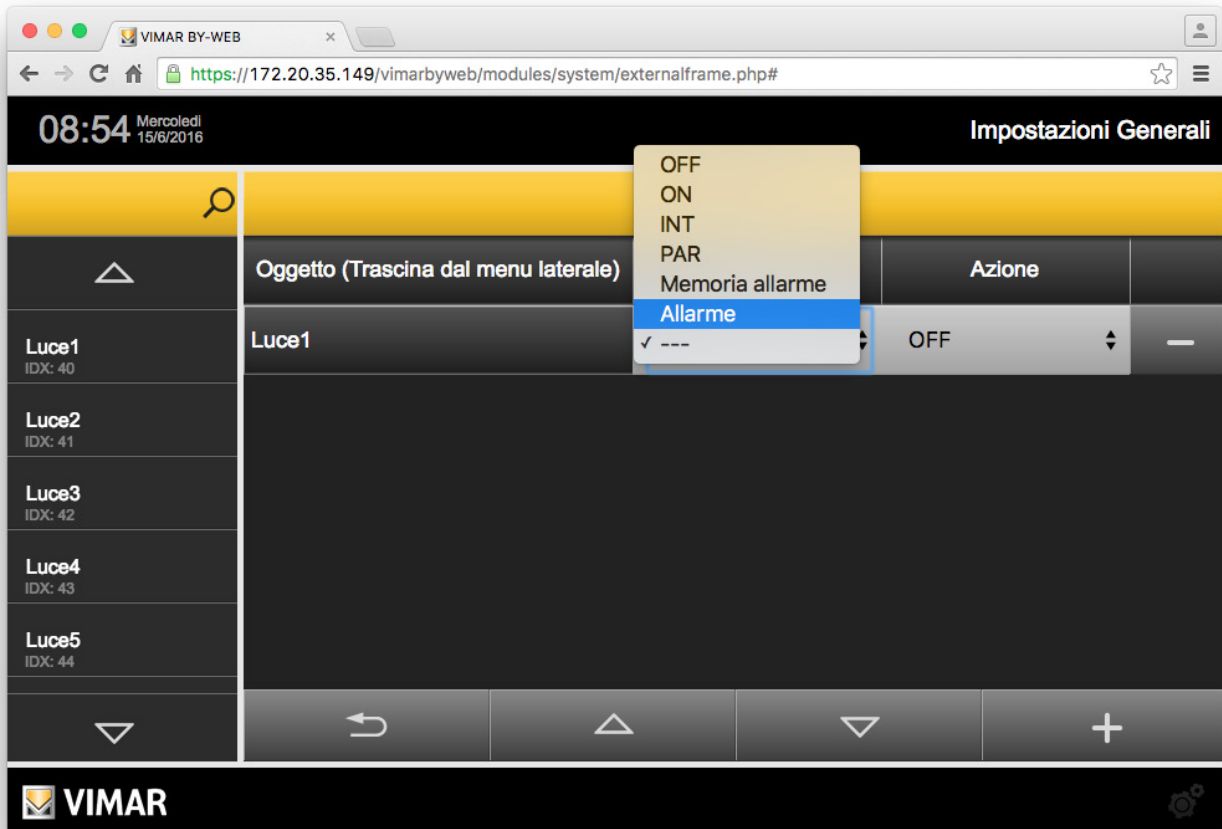 VIMAR BY-WEB
https://172.20.35.149/vimarbyweb/modules/system/externalframe.php#
08:54 Mercoledi 15/6/2016
Impostazioni Generali
OFF
ON
INT
PAR
Memoria allarme
Allarme
✓ ---
Oggetto (Trascina dal menu laterale)
Azione
Luce1
OFF
Luce1
IDX: 40
Luce2
IDX: 41
Luce3
IDX: 42
Luce4
IDX: 43
Luce5
IDX: 44
VIMAR